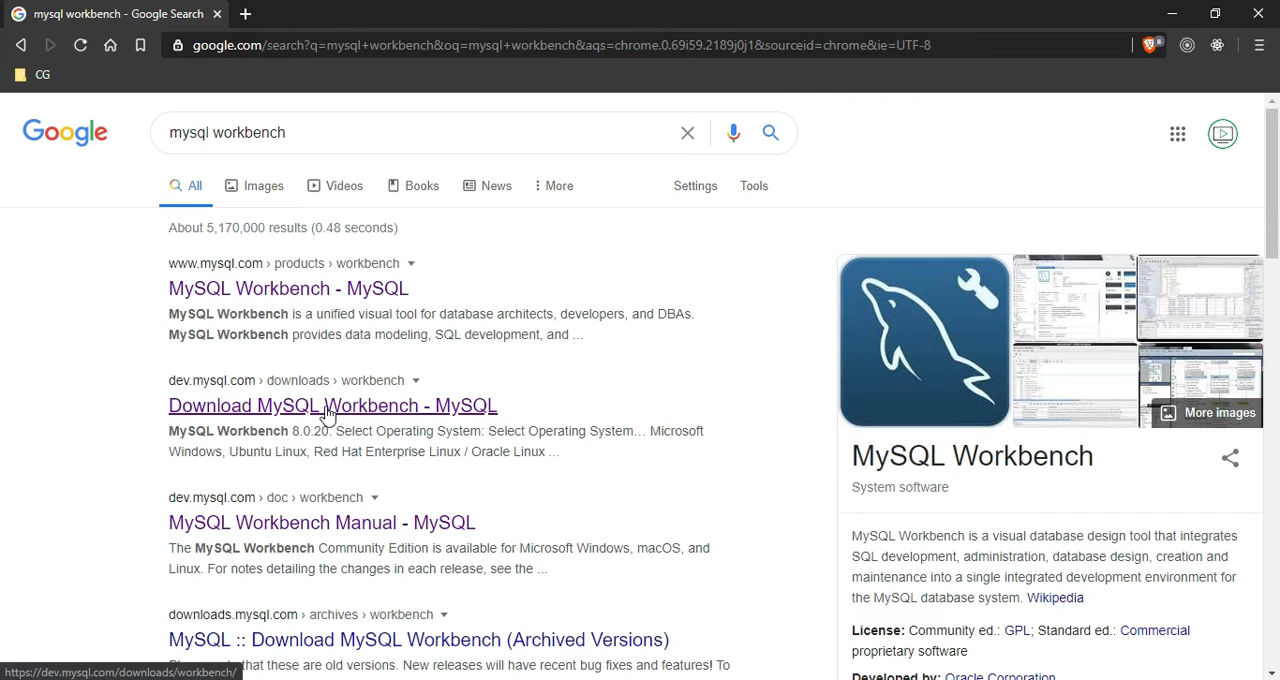 mysql workbench - Google Search
google.com/search?q=mysql+workbench&oq=mysql+workbench&aqs=chrome.0.69i59.2189j0j1&sourceid=chrome&ie=UTF-8
8
CG
Google
mysql workbench
All Images Videos Books News More Settings Tools
About 5,170,000 results (0.48 seconds)
www.mysql.com › products › workbench
MySQL Workbench - MySQL
MySQL Workbench is a unified visual tool for database architects, developers, and DBAs.
MySQL Workbench provides data modeling, SQL development, and ...
dev.mysql.com › downloads › workbench
Download MySQL Workbench - MySQL
MySQL Workbench 8.0.20. Select Operating System: Select Operating System… Microsoft
Windows, Ubuntu Linux, Red Hat Enterprise Linux / Oracle Linux ...
dev.mysql.com › doc › workbench
MySQL Workbench Manual - MySQL
The MySQL Workbench Community Edition is available for Microsoft Windows, macOS, and
Linux. For notes detailing the changes in each release, see the ...
downloads.mysql.com › archives › workbench
MySQL :: Download MySQL Workbench (Archived Versions)
that these are old versions. New releases will have recent bug fixes and features! To
https://dev.mysql.com/downloads/workbench/
More images
MySQL Workbench
System software
MySQL Workbench is a visual database design tool that integrates
SQL development, administration, database design, creation and
maintenance into a single integrated development environment for
the MySQL database system. Wikipedia
License: Community ed.: GPL; Standard ed.: Commercial
proprietary software
Developed by: Oracle Corporation